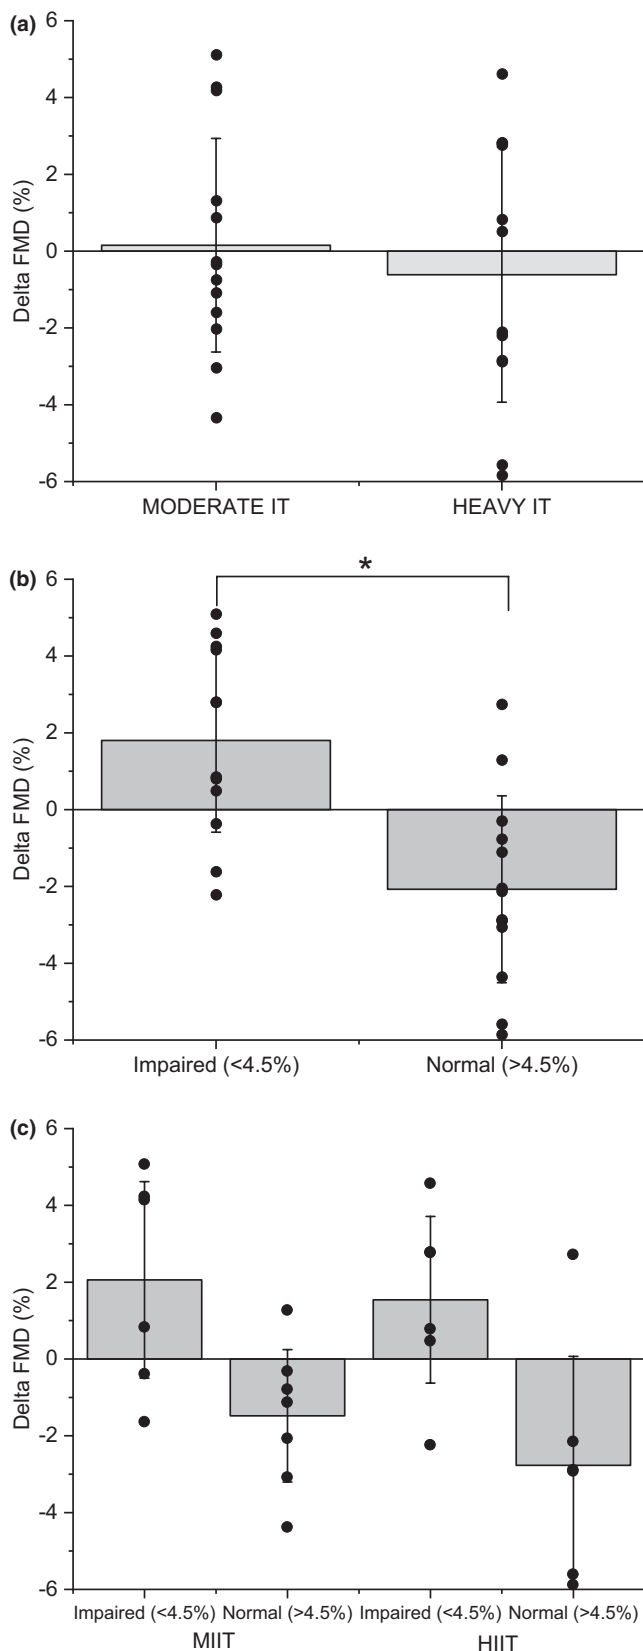 (a)
6
4
2
0
-2
-4
-6
Delta FMD (%)
MODERATE IT HEAVY IT
(b)
*
6
4
2
0
-2
-4
-6
Delta FMD (%)
Impaired (<4.5%) Normal (>4.5%)
(c)
6
4
2
0
-2
-4
-6
Delta FMD (%)
Impaired (<4.5%) Normal (>4.5%) Impaired (<4.5%) Normal (>4.5%)
MIIT HIIT